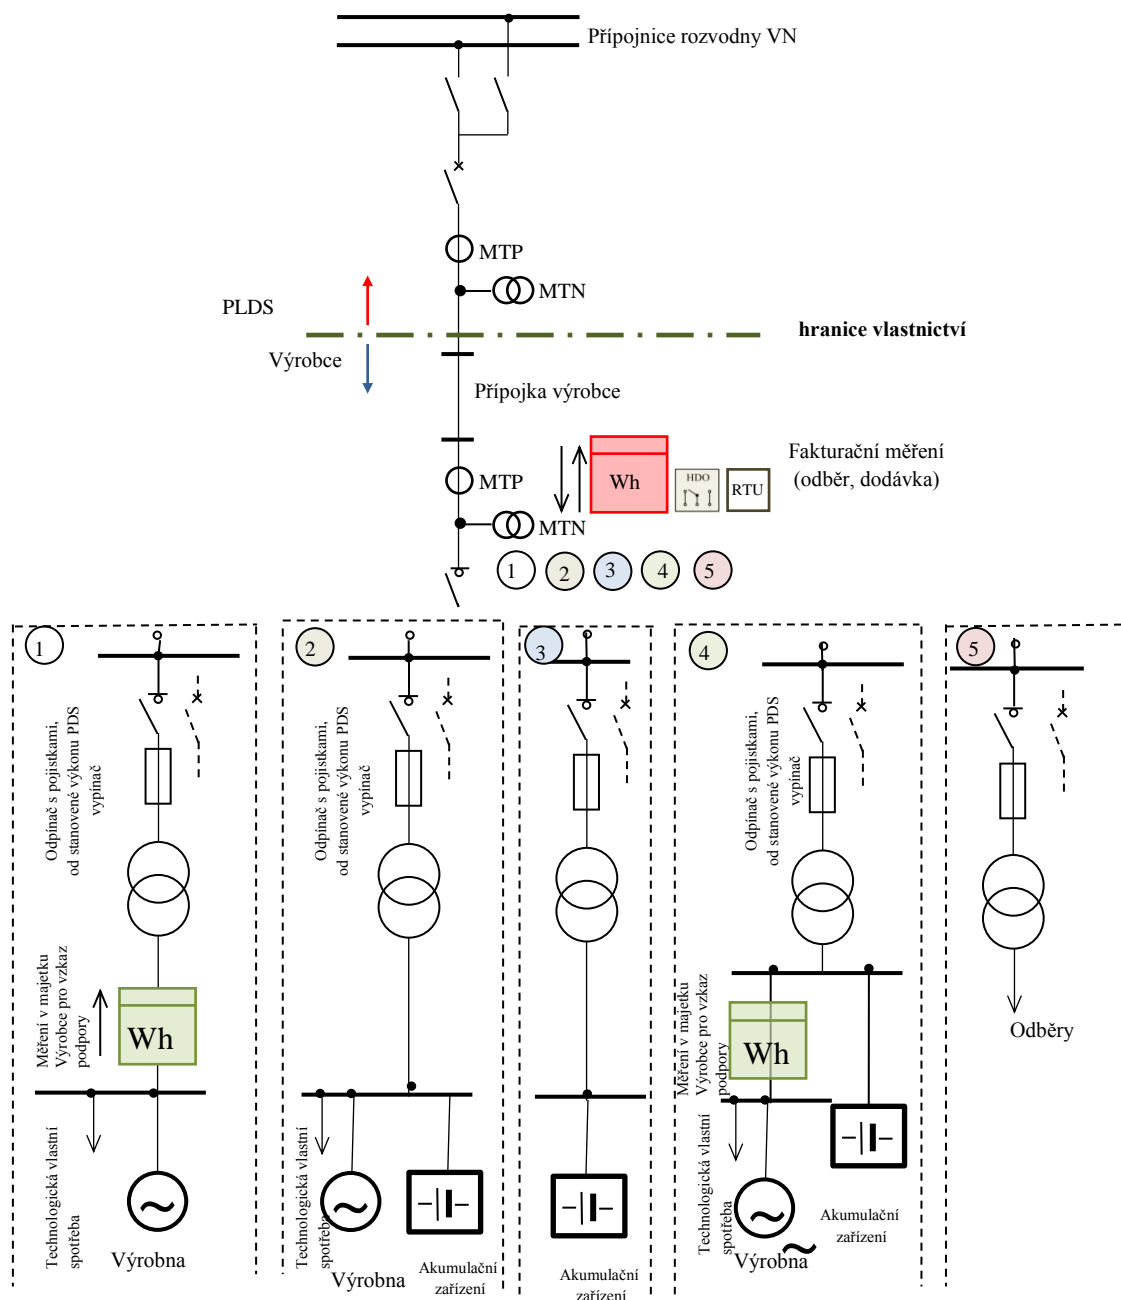 Přípojnice rozvodny VN
MTP
MTN
PLDS
hranice vlastnictví
Výrobce
Přípojka výrobce
Fakturační měření
(odběr, dodávka)
Wh
HDO
RTU
MTP
MTN
1
2
3
4
5
1
Odpínač s pojistkami,
od stanovené výkonu PDS
vypínač
Měření v majetku
Výrobce pro vzkaz
podpory
Wh
Technologická vlastní
spotřeba
Výrobna
2
Odpínač s pojistkami,
od stanovené výkonu PDS
vypínač
Technologická vlastní
spotřeba
Výrobna
Akumulační
zařízení
3
Akumulační
zařízení
4
Odpínač s pojistkami,
od stanovené výkonu PDS
vypínač
Měření v majetku
Výrobce pro vzkaz
podpory
Wh
Technologická vlastní
spotřeba
Výrobna
Akumulační
zařízení
5
Odběry